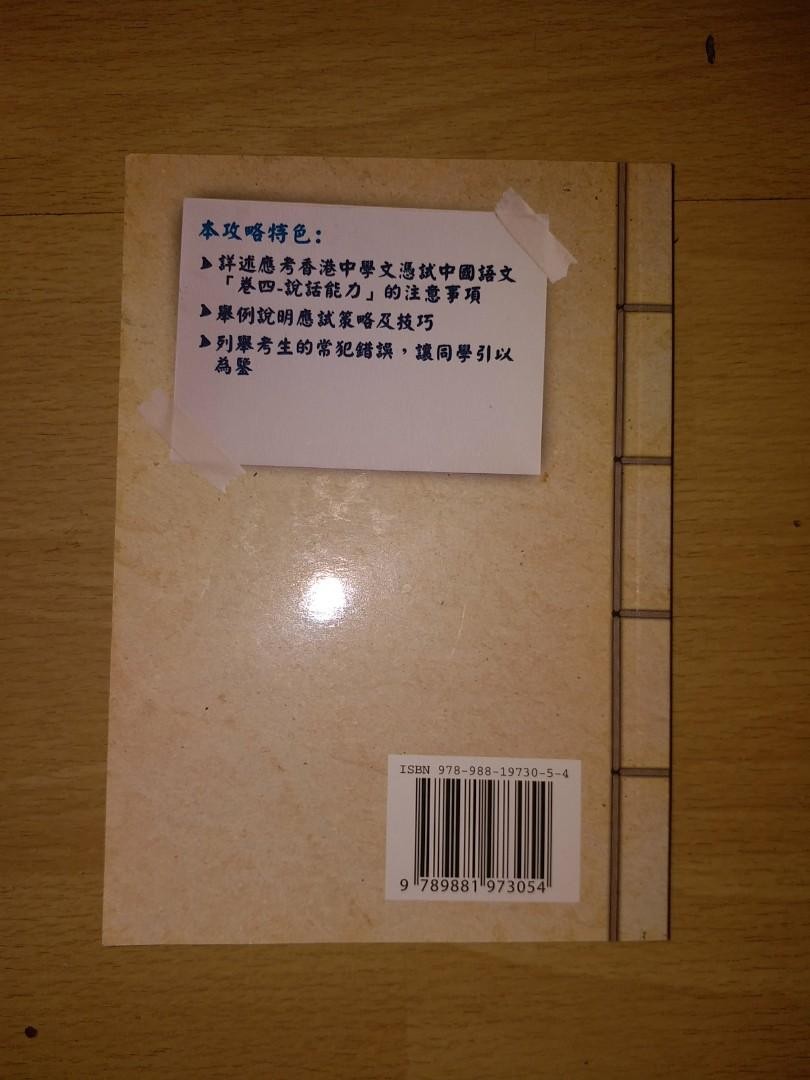 本攻略特色：
詳述應考香港中學文憑試中國語文
「卷四-說話能力」的注意事項
舉例說明應試策略及技巧
列舉考生的常犯錯誤，讓同學引以
為鑒
ISBN 978-988-19730-5-4
9 789881 973054